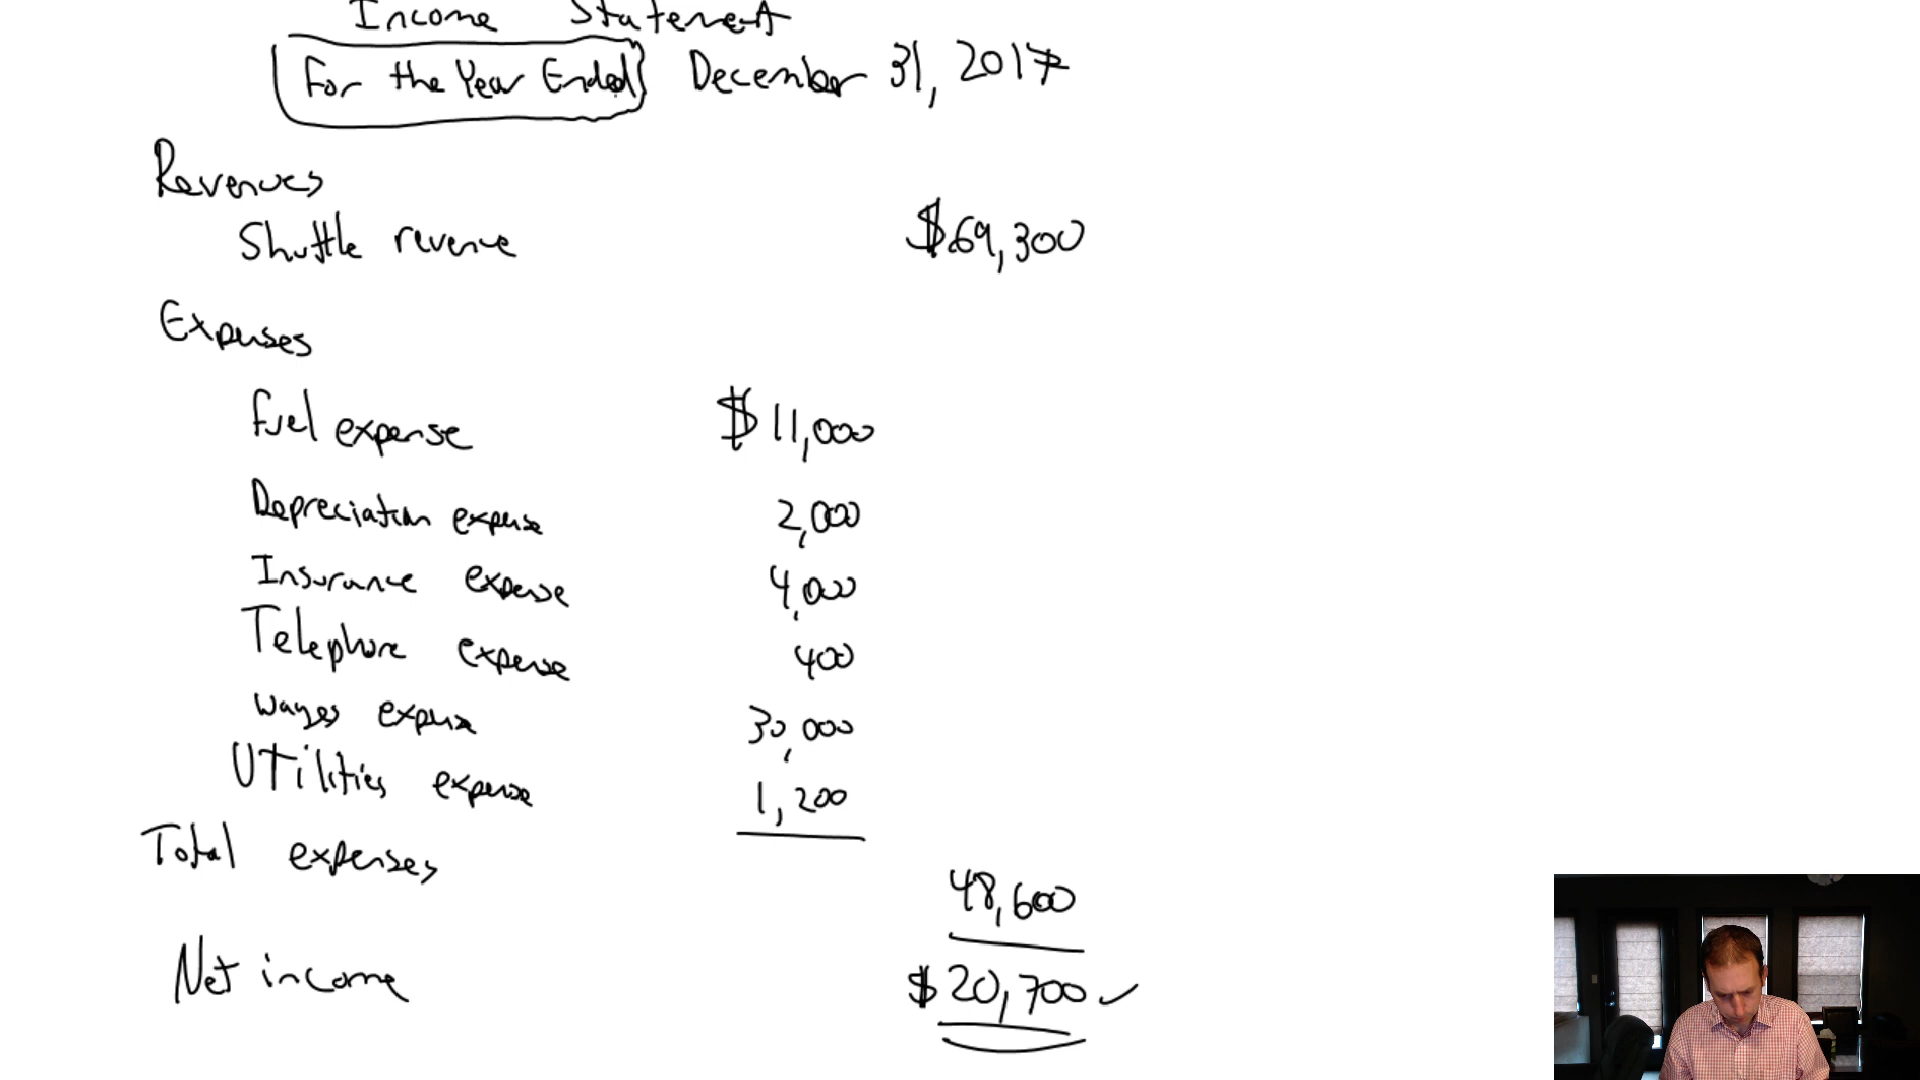 Income Statement
For the Year Ended December 31, 2017
Revenues
Shuttle revenue $69,300
Expenses
Fuel expense $11,000
Depreciation expense 2,000
Insurance expense 4,000
Telephone expense 400
Wages expense 30,000
Utilities expense 1,200
Total expenses
48,600
Net income $20,700 ✓